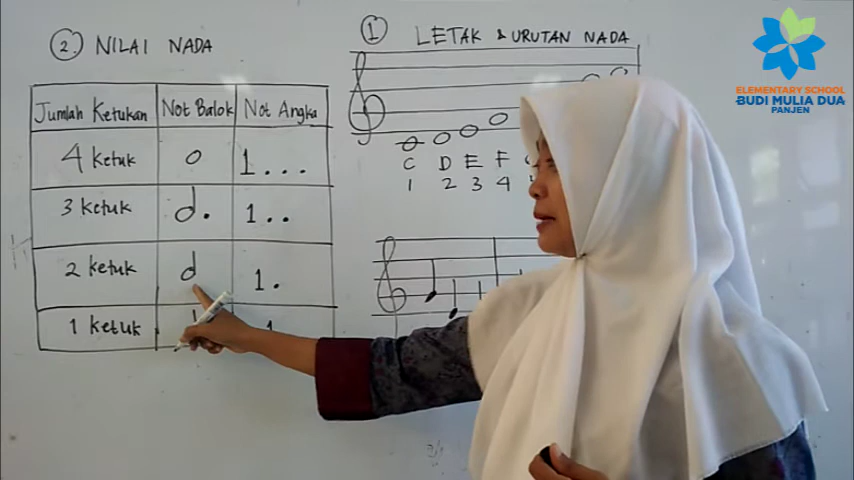 ② NILAI NADA
Jumlah Ketukan Not Balok Not Angka
4 ketuk 1...
3 ketuk 1..
2 ketuk 1.
1 ketuk 1
① LETAK & URUTAN NADA
C D E F
1 2 3 4
ELEMENTARY SCHOOL
BUDI MULIA DUA
PANJEN